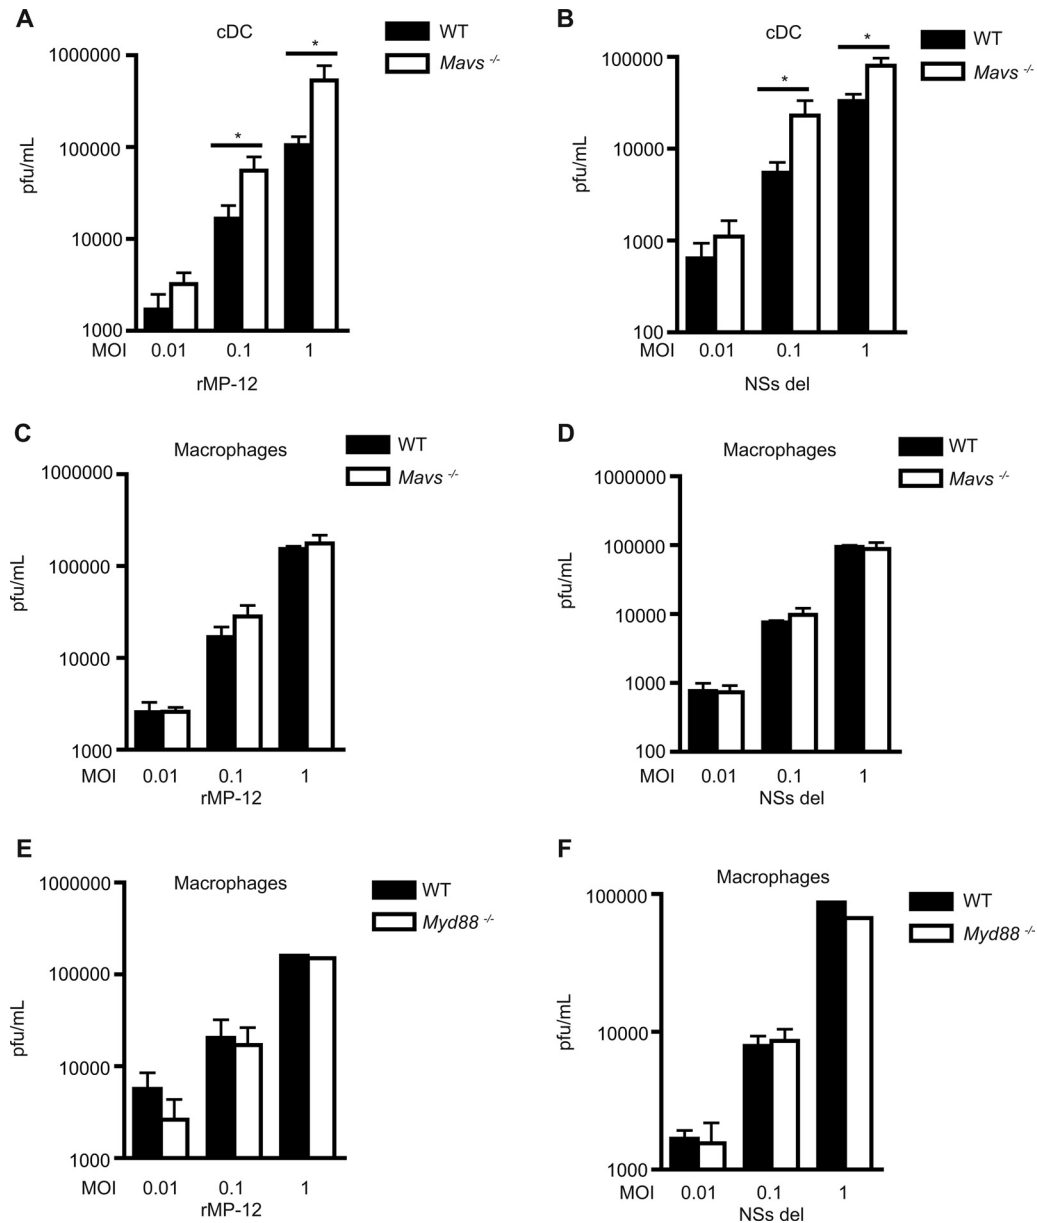 A
cDC
WT
Mavs -/-
1000000
100000
10000
1000
pfu/mL
*
*
MOI 0.01 0.1 1
rMP-12
B
cDC
WT
Mavs -/-
100000
10000
1000
100
pfu/mL
*
*
MOI 0.01 0.1 1
NSs del
C
Macrophages
WT
Mavs -/-
1000000
100000
10000
1000
pfu/mL
MOI 0.01 0.1 1
rMP-12
D
Macrophages
WT
Mavs -/-
1000000
100000
10000
1000
100
pfu/mL
MOI 0.01 0.1 1
NSs del
E
Macrophages
WT
Myd88 -/-
1000000
100000
10000
1000
pfu/mL
MOI 0.01 0.1 1
rMP-12
F
Macrophages
WT
Myd88 -/-
100000
10000
1000
pfu/mL
MOI 0.01 0.1 1
NSs del